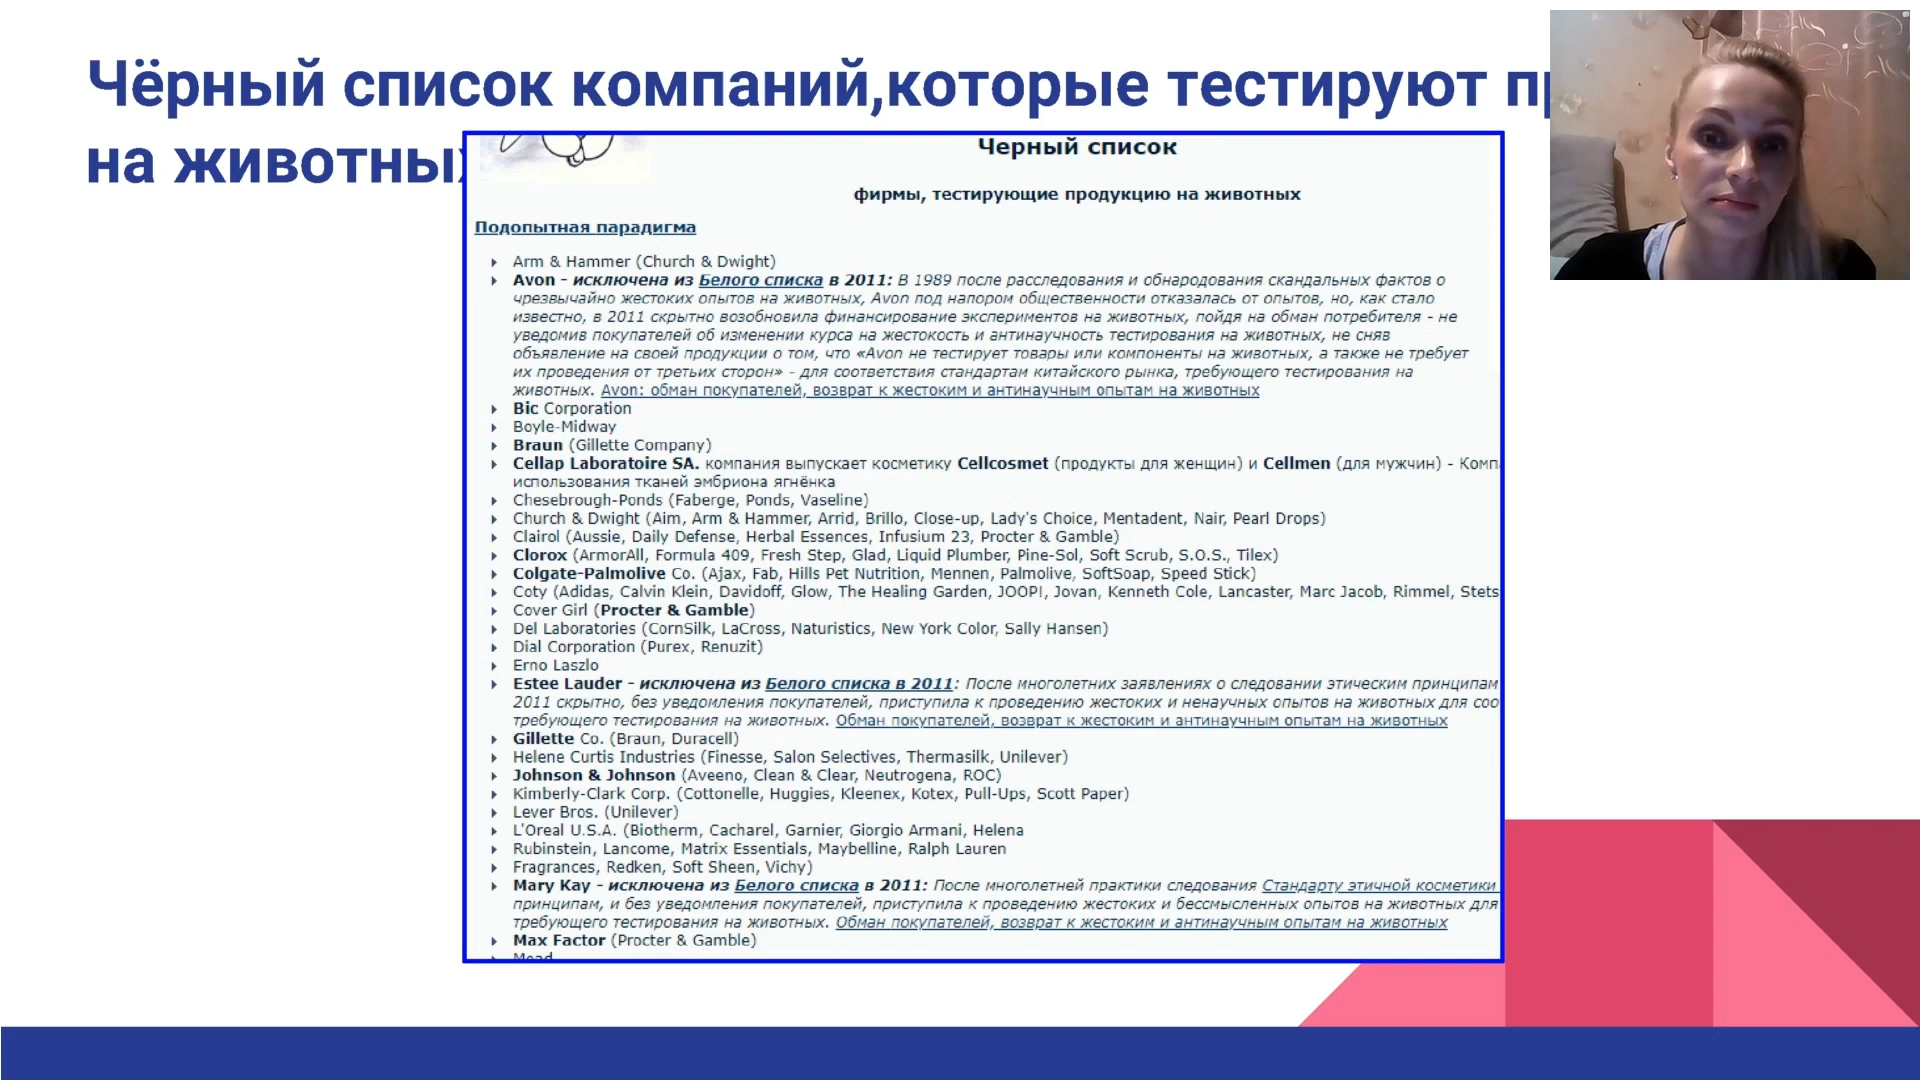 Чёрный список компаний,которые тестируют
на животных
Черный список
фирмы, тестирующие продукцию на животных
Подопытная парадигма
Arm & Hammer (Church & Dwight)
Avon - исключена из Белого списка в 2011: В 1989 после расследования и обнародования скандальных фактов о
чрезвычайно жестоких опытов на животных, Avon под напором общественности отказалась от опытов, но, как стало
известно, в 2011 скрытно возобновила финансирование экспериментов на животных, пойдя на обман потребителя - не
уведомив покупателей об изменении курса на жестокость и антинаучность тестирования на животных, не сняв
объявление на своей продукции о том, что «Avon не тестирует товары или компоненты на животных, а также не требует
их проведения от третьих сторон» - для соответствия стандартам китайского рынка, требующего тестирования на
животных. Avon: обман покупателей, возврат к жестоким и антинаучным опытам на животных
Bic Corporation
Boyle-Midway
Braun (Gillette Company)
Cellap Laboratoire SA. компания выпускает косметику Cellcosmet (продукты для женщин) и Cellmen (для мужчин) - Комп
использования тканей эмбриона ягнёнка
Chesebrough-Ponds (Faberge, Ponds, Vaseline)
Church & Dwight (Aim, Arm & Hammer, Arrid, Brillo, Close-up, Lady's Choice, Mentadent, Nair, Pearl Drops)
Clairol (Aussie, Daily Defense, Herbal Essences, Infusium 23, Procter & Gamble)
Clorox (ArmorAll, Formula 409, Fresh Step, Glad, Liquid Plumber, Pine-Sol, Soft Scrub, S.O.S., Tilex)
Colgate-Palmolive Co. (Ajax, Fab, Hills Pet Nutrition, Mennen, Palmolive, SoftSoap, Speed Stick)
Coty (Adidas, Calvin Klein, Davidoff, Glow, The Healing Garden, JOOP!, Jovan, Kenneth Cole, Lancaster, Marc Jacob, Rimmel, Stets
Cover Girl (Procter & Gamble)
Del Laboratories (CornSilk, LaCross, Naturistics, New York Color, Sally Hansen)
Dial Corporation (Purex, Renuzit)
Erno Laszlo
Estee Lauder - исключена из Белого списка в 2011: После многолетних заявлениях о следовании этическим принципам
2011 скрытно, без уведомления покупателей, приступила к проведению жестоких и ненаучных опытов на животных для соо
требующего тестирования на животных. Обман покупателей, возврат к жестоким и антинаучным опытам на животных
Gillette Co. (Braun, Duracell)
Helene Curtis Industries (Finesse, Salon Selectives, Thermasilk, Unilever)
Johnson & Johnson (Aveeno, Clean & Clear, Neutrogena, ROC)
Kimberly-Clark Corp. (Cottonelle, Huggies, Kleenex, Kotex, Pull-Ups, Scott Paper)
Lever Bros. (Unilever)
L'Oreal U.S.A. (Biotherm, Cacharel, Garnier, Giorgio Armani, Helena
Rubinstein, Lancome, Matrix Essentials, Maybelline, Ralph Lauren
Fragrances, Redken, Soft Sheen, Vichy)
Mary Kay - исключена из Белого списка в 2011: После многолетней практики следования Стандарту этичной косметики
принципам, и без уведомления покупателей, приступила к проведению жестоких и бессмысленных опытов на животных для
требующего тестирования на животных. Обман покупателей, возврат к жестоким и антинаучным опытам на животных
Max Factor (Procter & Gamble)
Mead